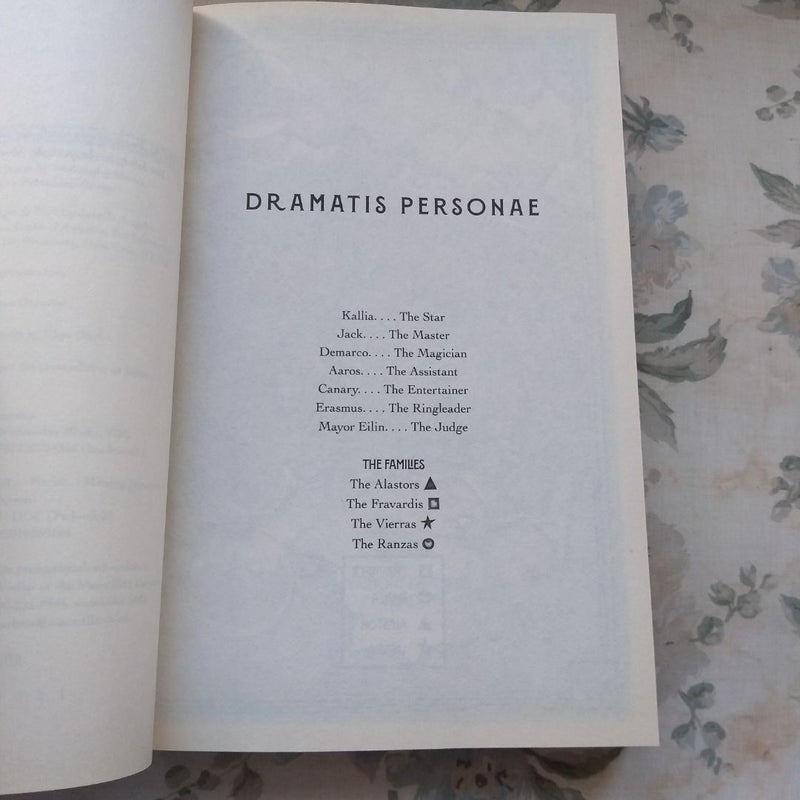 DRAMATIS PERSONAE
Kallia. . . . The Star
Jack. . . . The Master
Demarco. . . . The Magician
Aaros. . . . The Assistant
Canary. . . . The Entertainer
Erasmus. . . . The Ringleader
Mayor Eilin. . . . The Judge
THE FAMILIES
The Alastors
The Fravardis
The Vierras
The Ranzas